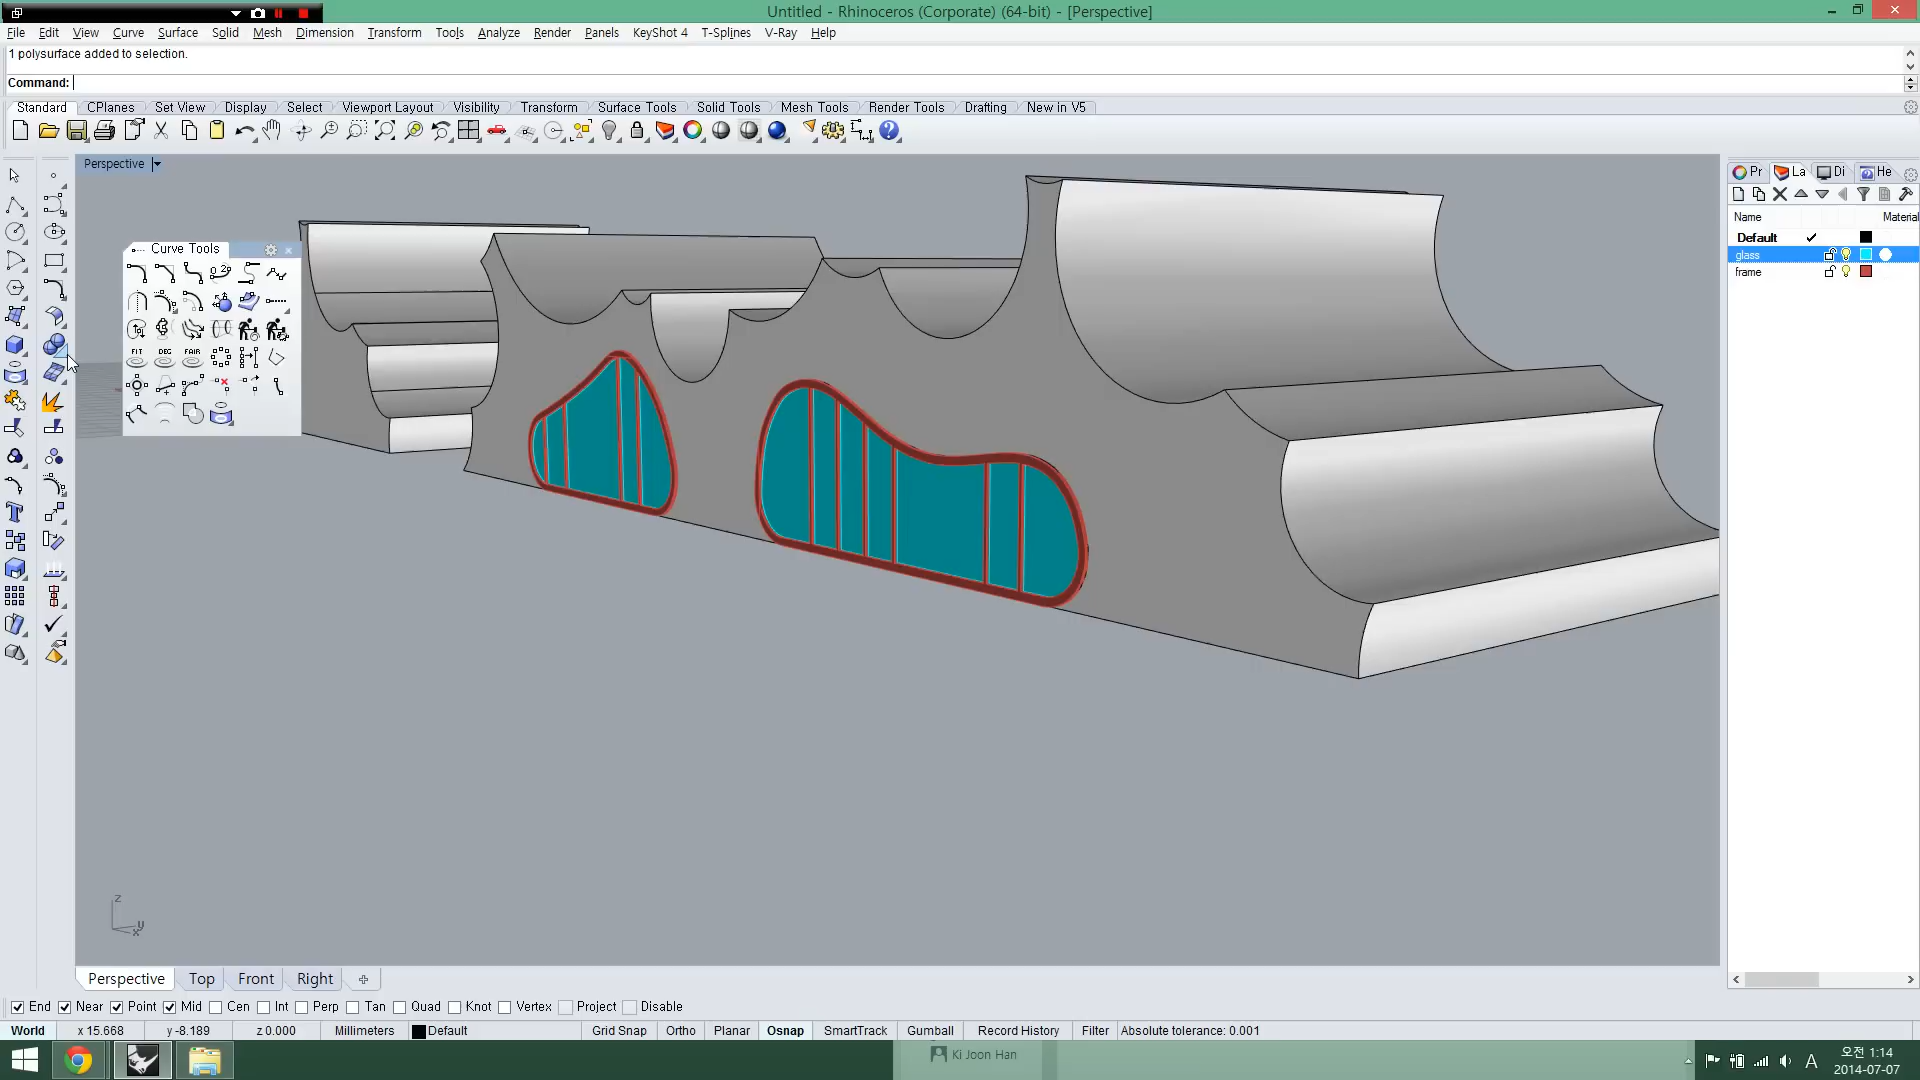 Untitled - Rhinoceros (Corporate) (64-bit) - [Perspective]
File Edit View Curve Surface Solid Mesh Dimension Transform Tools Analyze Render Panels KeyShot 4 T-Splines V-Ray Help
1 polysurface added to selection.
Command:
Standard CPlanes Set View Display Select Viewport Layout Visibility Transform Surface Tools Solid Tools Mesh Tools Render Tools Drafting New in V5
Perspective
Pr La Di He
Name Material
Default
glass
frame
Curve Tools
FIT DEG FAIR
z
y
x
Perspective Top Front Right
End Near Point Mid Cen Int Perp Tan Quad Knot Vertex Project Disable
World x 15.668 y -8.189 z 0.000 Millimeters Default Grid Snap Ortho Planar Osnap SmartTrack Gumball Record History Filter Absolute tolerance: 0.001
Ki Joon Han
A
오전 1:14
2014-07-07